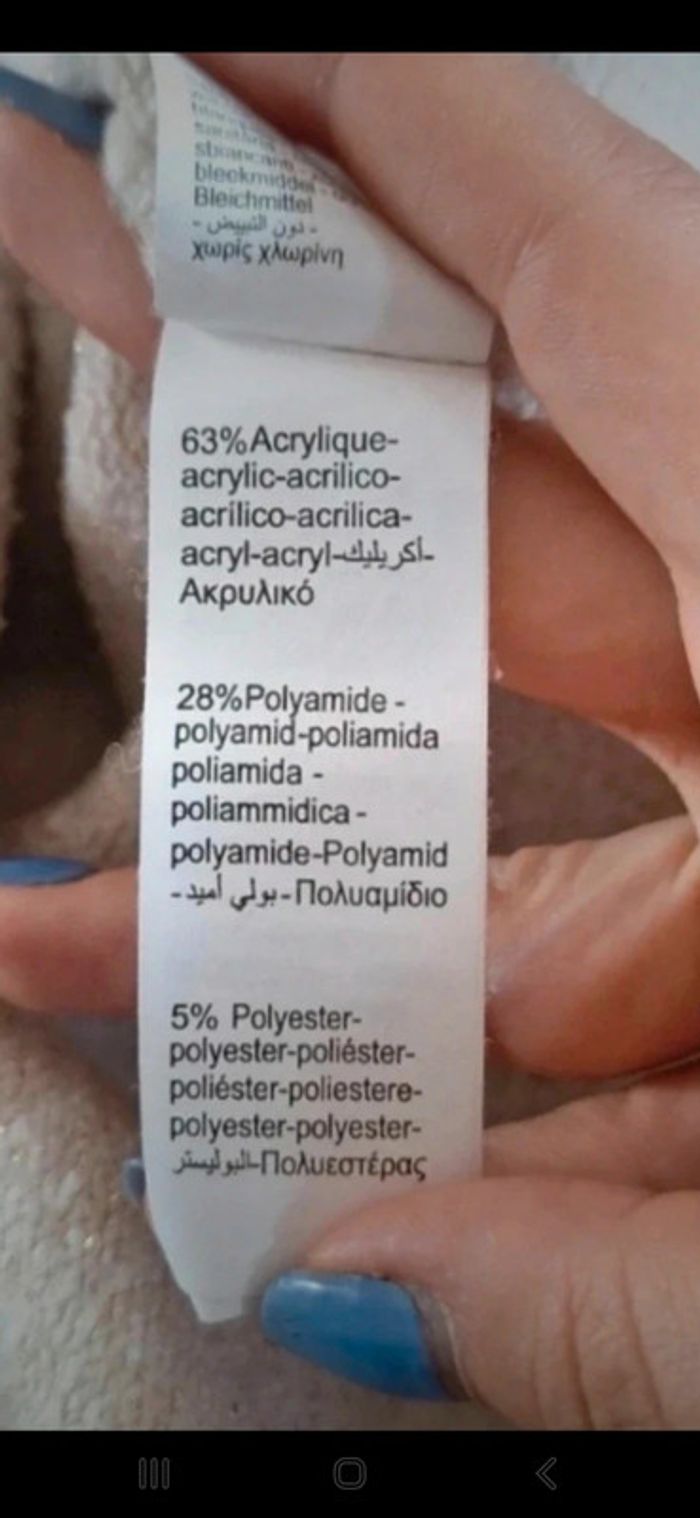 bleekmiddel
Bleichmittel
- دون التبييض -
χωρίς χλωρίνη
63%Acrylique-
acrylic-acrilico-
acrílico-acrilica-
acryl-acryl-أكريليك-
Ακρυλικό
28%Polyamide -
polyamid-poliamida
poliamida -
poliammidica -
polyamide-Polyamid
- بولي أميد-Πολυαμίδιο
5% Polyester-
polyester-poliéster-
poliéster-poliestere-
polyester-polyester-
البوليستر-Πολυεστέρας